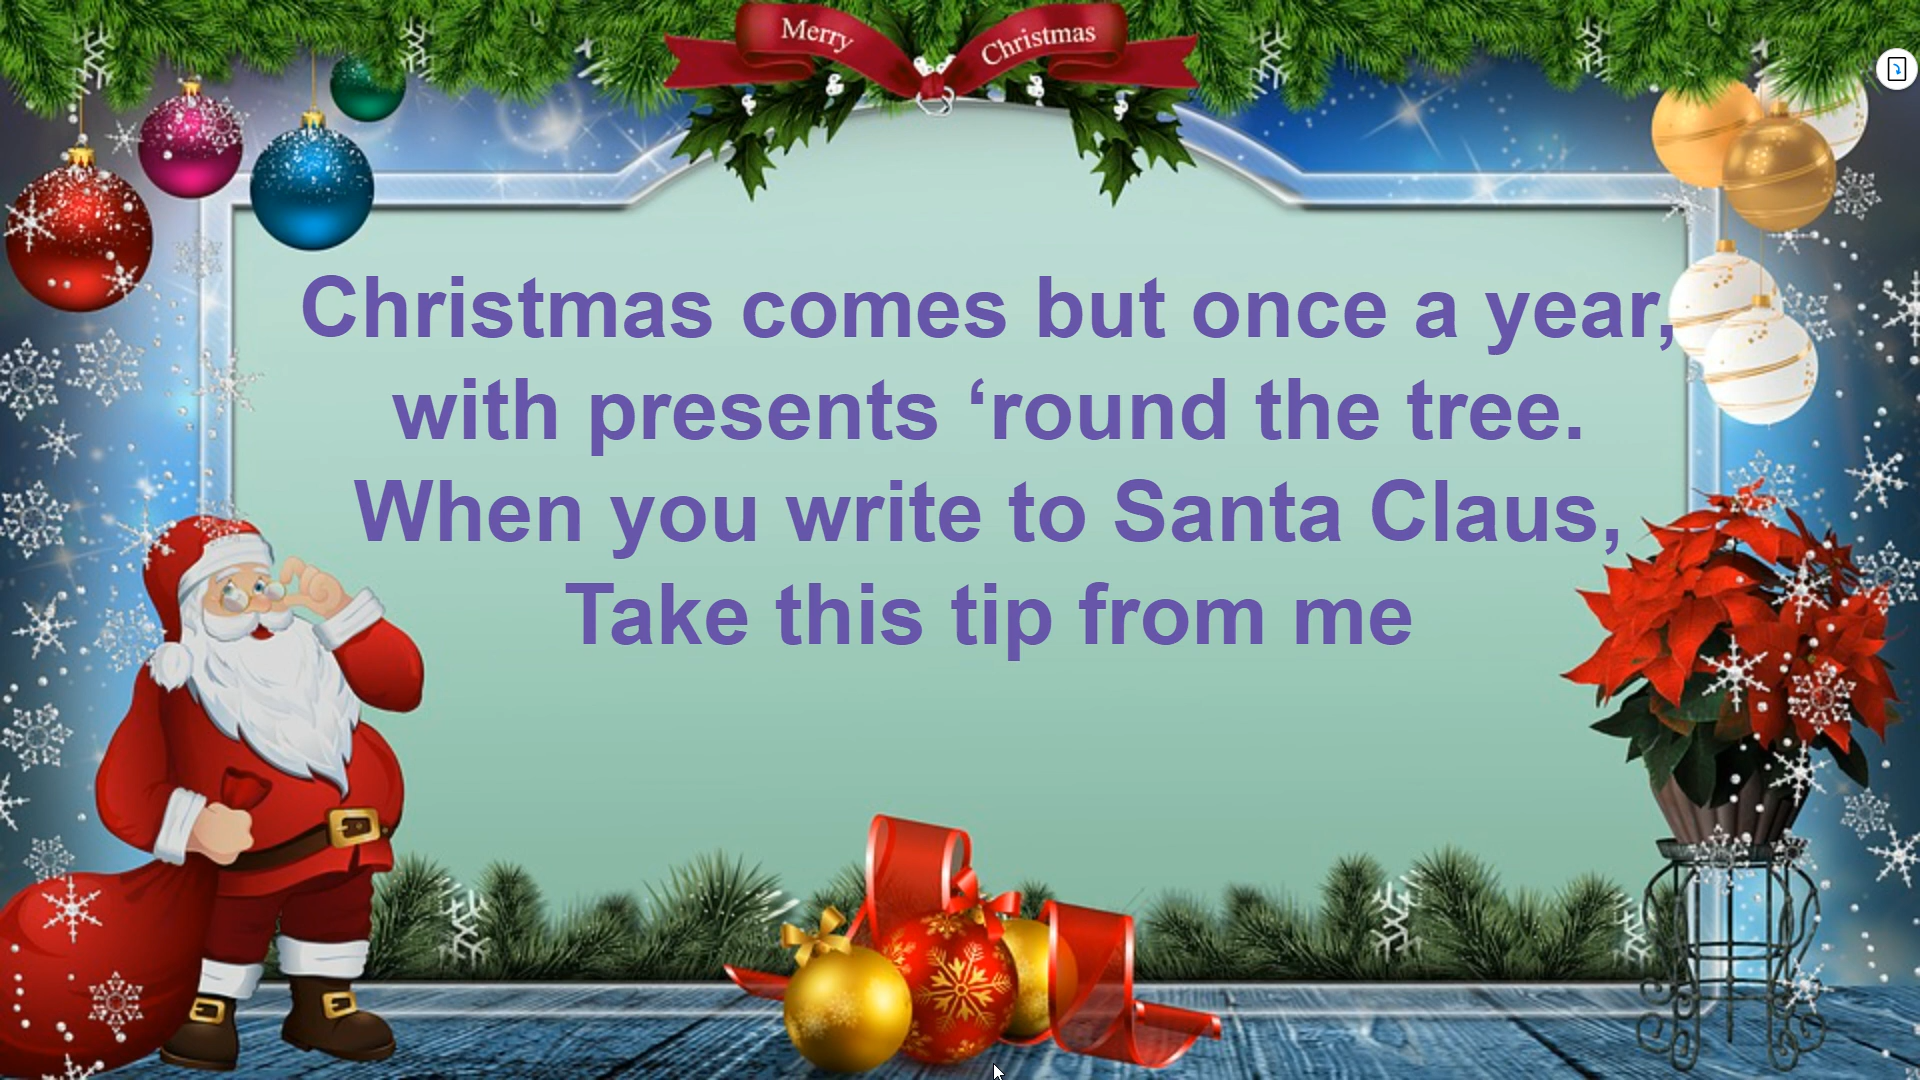 Merry Christmas
Christmas comes but once a year,
with presents ‘round the tree.
When you write to Santa Claus,
Take this tip from me